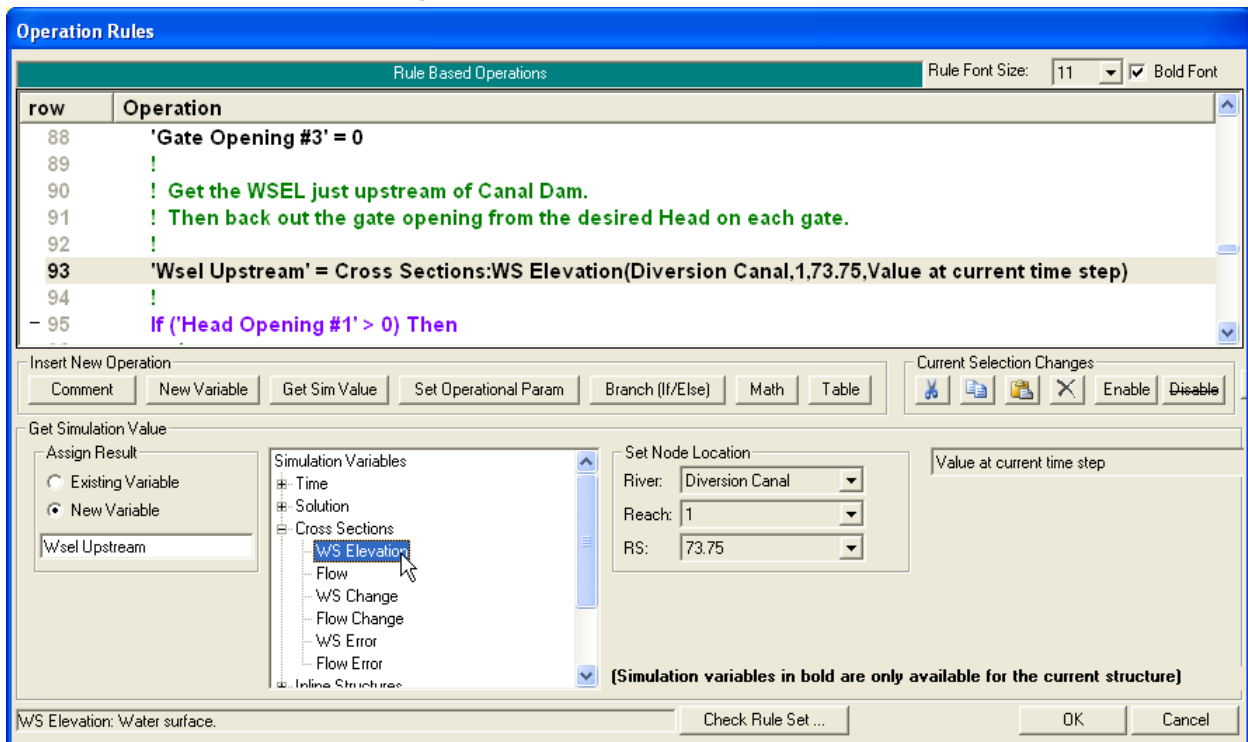 Operation Rules
Rule Based Operations Rule Font Size: 11 Bold Font
row Operation
88 'Gate Opening #3' = 0
89 !
90 ! Get the WSEL just upstream of Canal Dam.
91 ! Then back out the gate opening from the desired Head on each gate.
92 !
93 'Wsel Upstream' = Cross Sections:WS Elevation(Diversion Canal,1,73.75,Value at current time step)
94 !
95 If ('Head Opening #1' > 0) Then
Insert New Operation Current Selection Changes
Comment New Variable Get Sim Value Set Operational Param Branch (If/Else) Math Table Enable Disable
Get Simulation Value
Assign Result
Existing Variable
New Variable
Wsel Upstream
Simulation Variables
Time
Solution
Cross Sections
WS Elevation
Flow
WS Change
Flow Change
WS Error
Flow Error
Inline Structures
Set Node Location
River: Diversion Canal
Reach: 1
RS: 73.75
Value at current time step
(Simulation variables in bold are only available for the current structure)
WS Elevation: Water surface. Check Rule Set ... OK Cancel